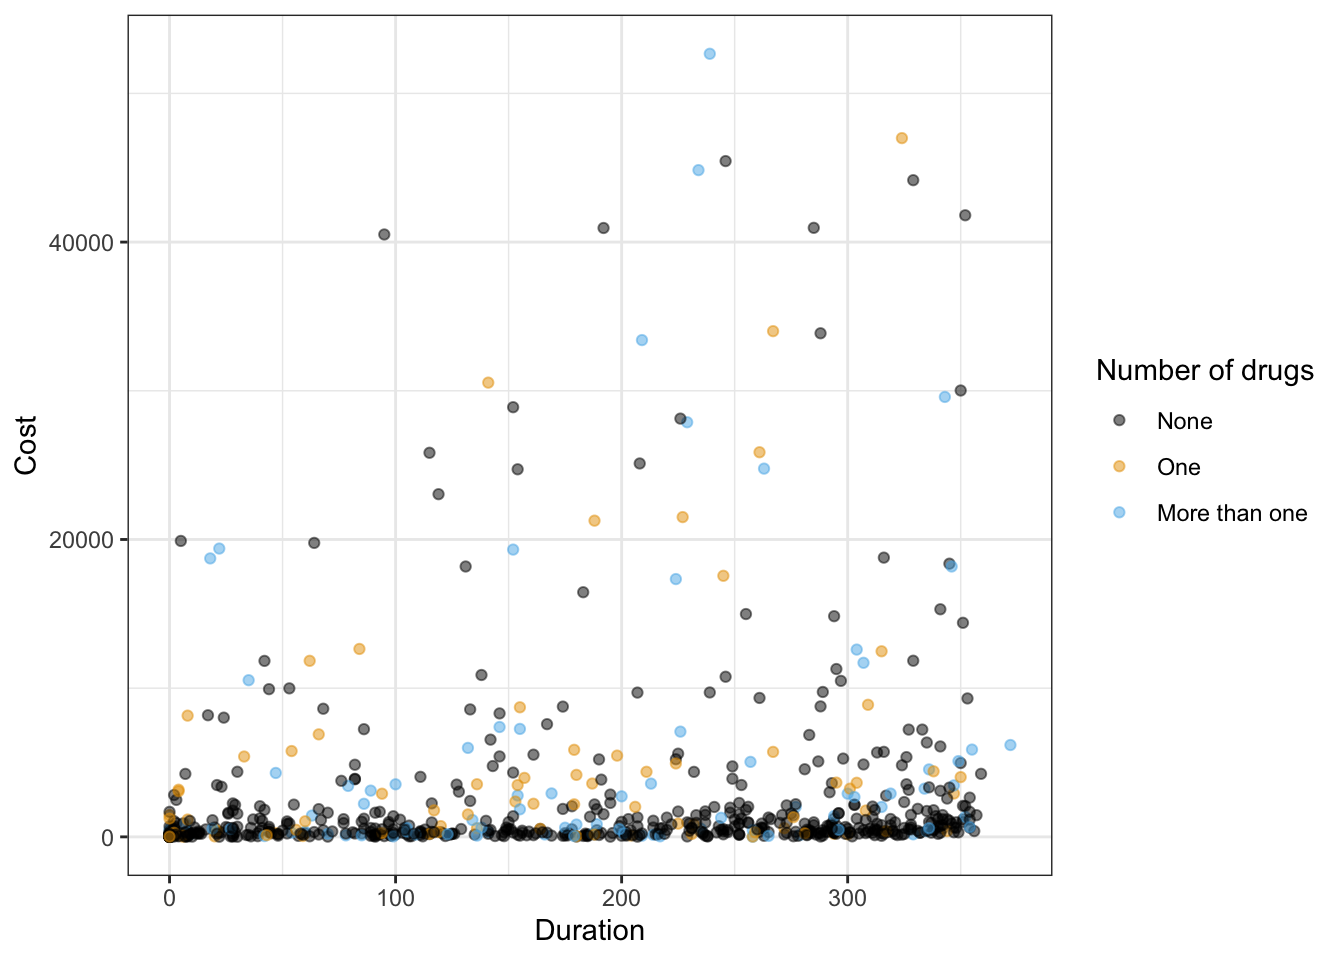 40000
20000
0
0
100
200
300
Duration
Cost
Number of drugs
None
One
More than one